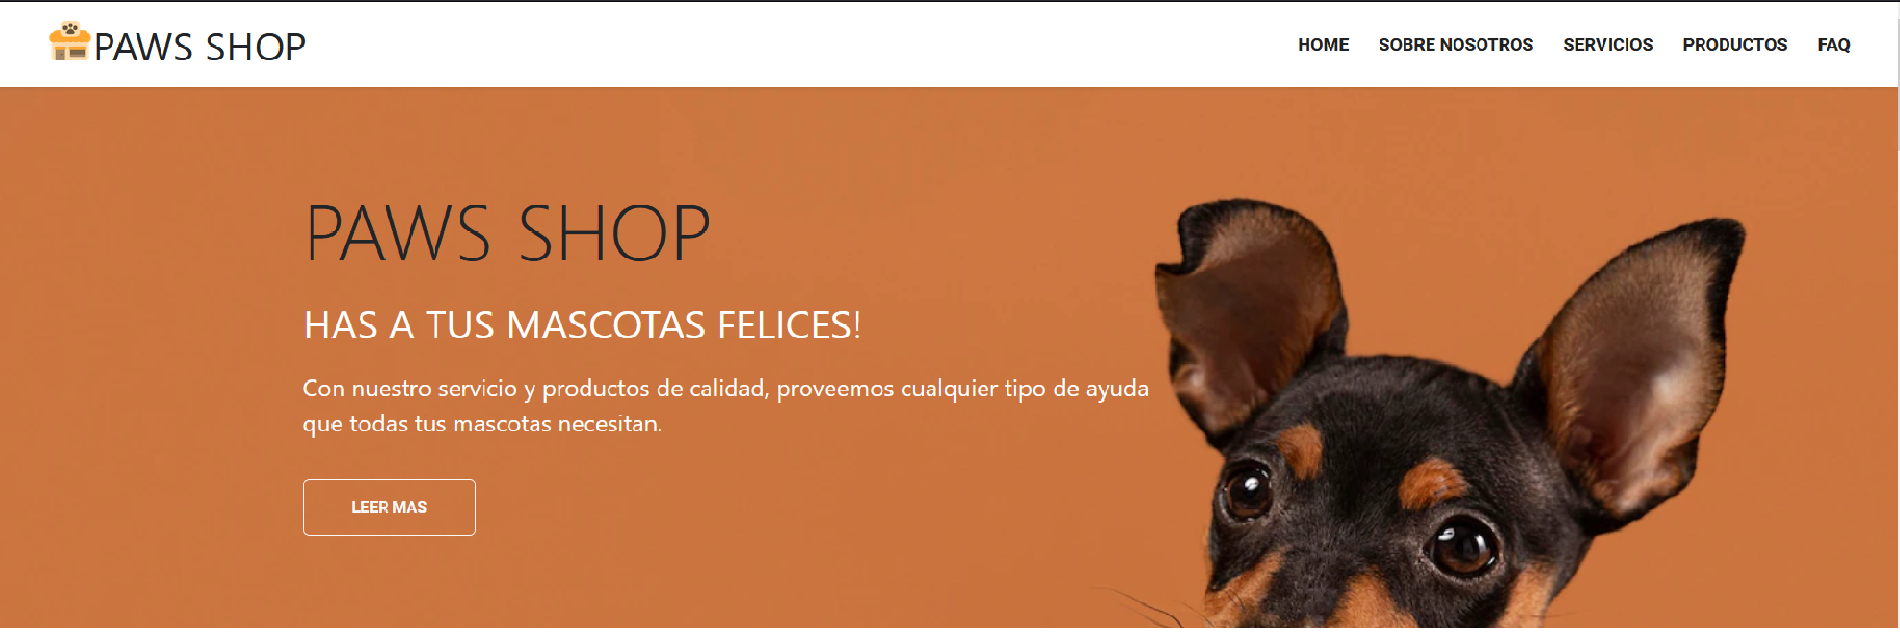 PAWS SHOP
HOME SOBRE NOSOTROS SERVICIOS PRODUCTOS FAQ
PAWS SHOP
HAS A TUS MASCOTAS FELICES!
Con nuestro servicio y productos de calidad, proveemos cualquier tipo de ayuda
que todas tus mascotas necesitan.
LEER MAS